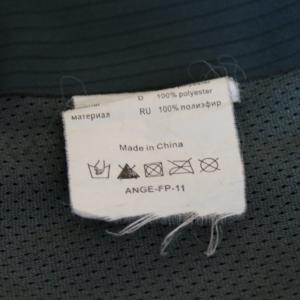 D 100% polyester
материал RU 100% полиэфир
Made in China
ANGE-FP-11